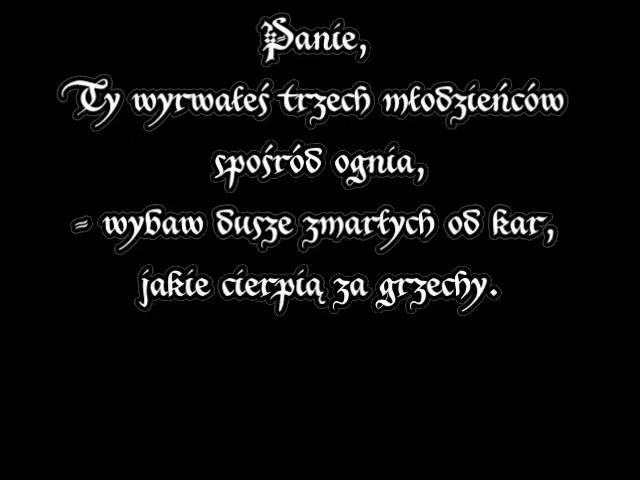 Panie,
Ty wyrwałeś trzech młodzieńców
spośród ognia,
- wybaw dusze zmarłych od kar,
jakie cierpią za grzechy.